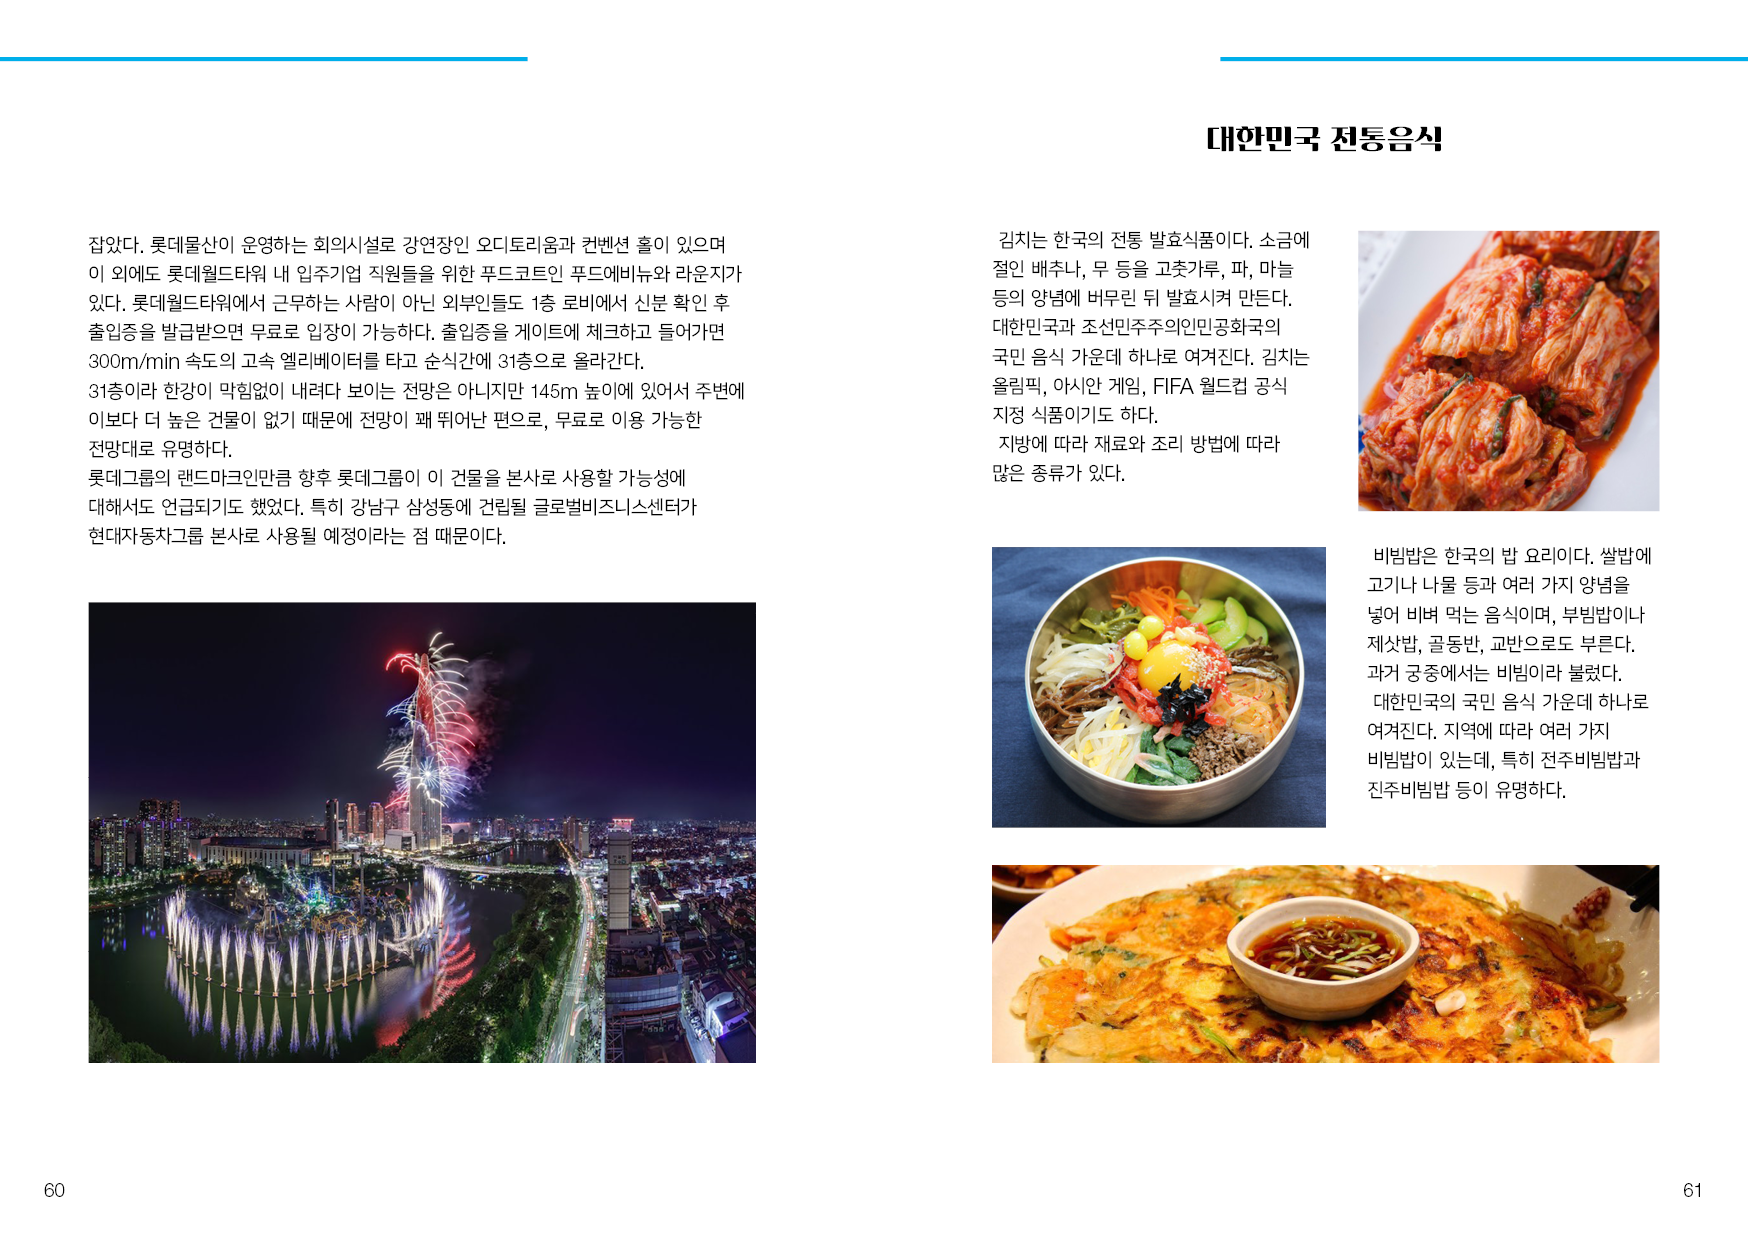 잡았다. 롯데물산이 운영하는 회의시설로 강연장인 오디토리움과 컨벤션 홀이 있으며
이 외에도 롯데월드타워 내 입주기업 직원들을 위한 푸드코트인 푸드에비뉴와 라운지가
있다. 롯데월드타워에서 근무하는 사람이 아닌 외부인들도 1층 로비에서 신분 확인 후
출입증을 발급받으면 무료로 입장이 가능하다. 출입증을 게이트에 체크하고 들어가면
300m/min 속도의 고속 엘리베이터를 타고 순식간에 31층으로 올라간다.
31층이라 한강이 막힘없이 내려다 보이는 전망은 아니지만 145m 높이에 있어서 주변에
이보다 더 높은 건물이 없기 때문에 전망이 꽤 뛰어난 편으로, 무료로 이용 가능한
전망대로 유명하다.
롯데그룹의 랜드마크인만큼 향후 롯데그룹이 이 건물을 본사로 사용할 가능성에
대해서도 언급되기도 했었다. 특히 강남구 삼성동에 건립될 글로벌비즈니스센터가
현대자동차그룹 본사로 사용될 예정이라는 점 때문이다.
60
대한민국 전통음식
김치는 한국의 전통 발효식품이다. 소금에
절인 배추나, 무 등을 고춧가루, 파, 마늘
등의 양념에 버무린 뒤 발효시켜 만든다.
대한민국과 조선민주주의인민공화국의
국민 음식 가운데 하나로 여겨진다. 김치는
올림픽, 아시안 게임, FIFA 월드컵 공식
지정 식품이기도 하다.
지방에 따라 재료와 조리 방법에 따라
많은 종류가 있다.
비빔밥은 한국의 밥 요리이다. 쌀밥에
고기나 나물 등과 여러 가지 양념을
넣어 비벼 먹는 음식이며, 부빔밥이나
제삿밥, 골동반, 교반으로도 부른다.
과거 궁중에서는 비빔이라 불렀다.
대한민국의 국민 음식 가운데 하나로
여겨진다. 지역에 따라 여러 가지
비빔밥이 있는데, 특히 전주비빔밥과
진주비빔밥 등이 유명하다.
61